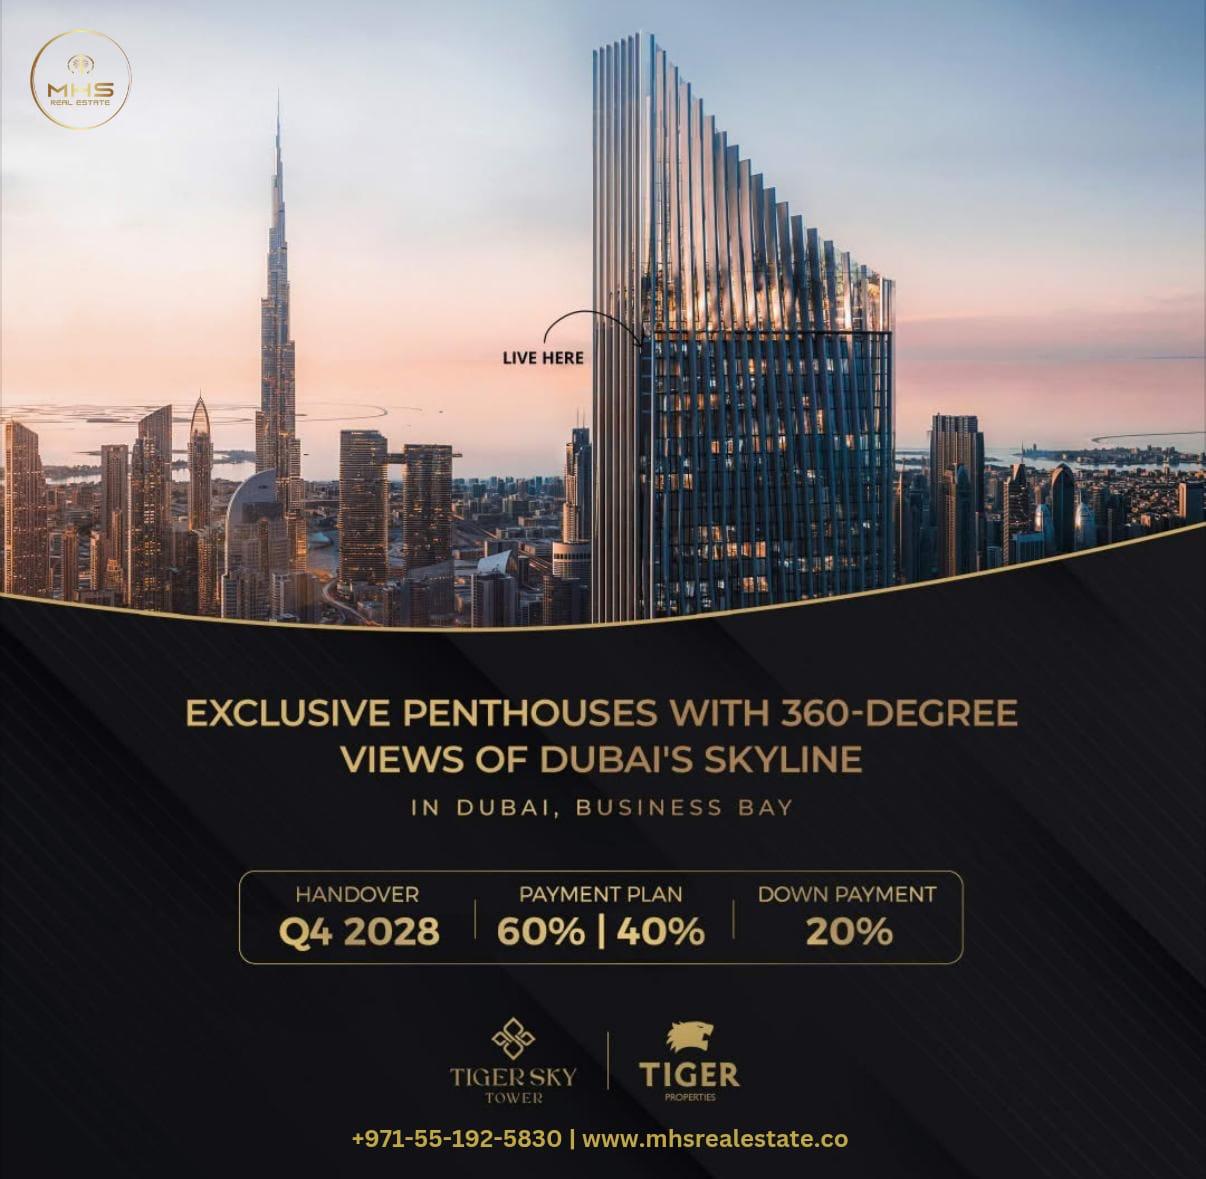 MHS
REAL ESTATE
LIVE HERE
EXCLUSIVE PENTHOUSES WITH 360-DEGREE
VIEWS OF DUBAI'S SKYLINE
IN DUBAI, BUSINESS BAY
HANDOVER
Q4 2028
PAYMENT PLAN
60% | 40%
DOWN PAYMENT
20%
TIGER SKY
TOWER
TIGER
PROPERTIES
+971-55-192-5830 | www.mhsrealestate.co